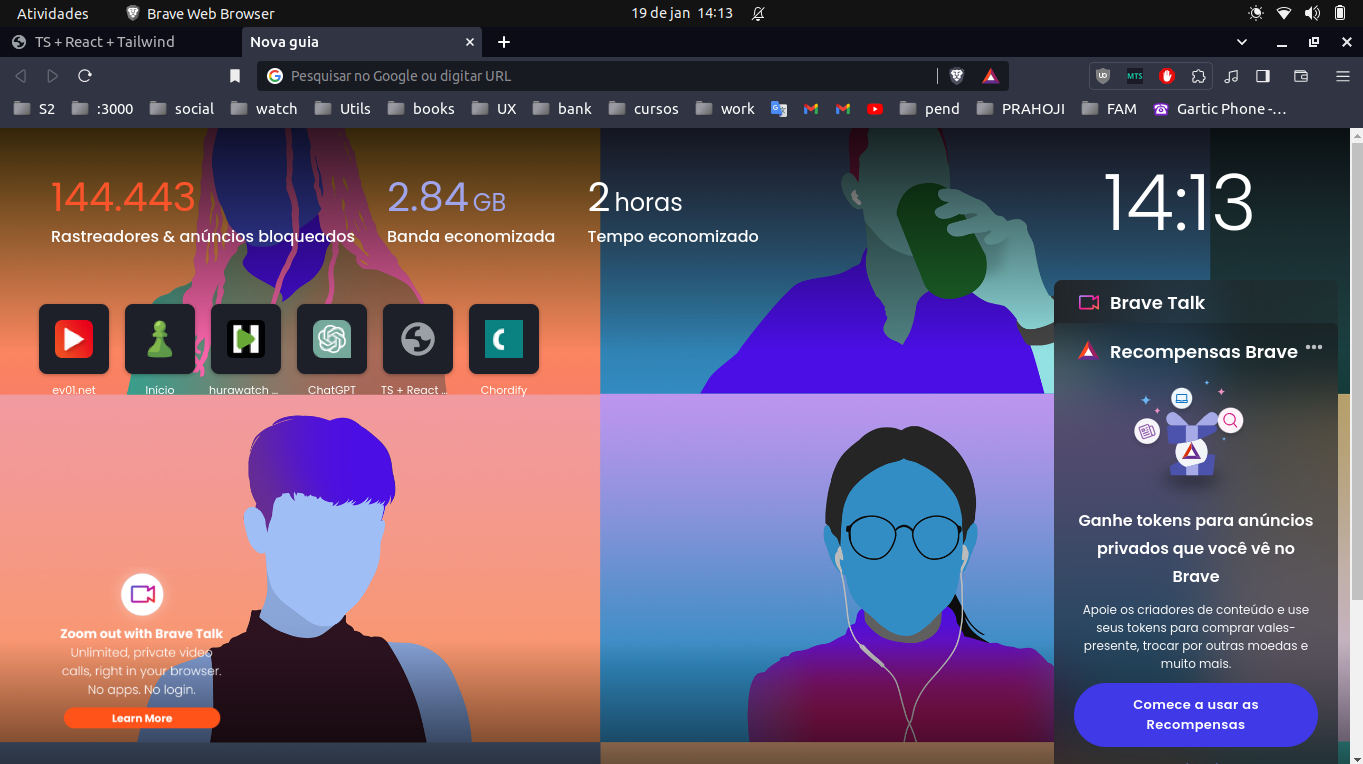 Atividades
Brave Web Browser
19 de jan 14:13
TS + React + Tailwind
Nova guia
Pesquisar no Google ou digitar URL
UD
MTS
S2
:3000
social
watch
Utils
books
UX
bank
cursos
work
pend
PRAHOJI
FAM
Gartic Phone -...
144.443
Rastreadores & anúncios bloqueados
2.84 GB
Banda economizada
2 horas
Tempo economizado
14:13
ev01.net
Início
hurawatch ...
ChatGPT
TS + React ...
Chordify
Brave Talk
Recompensas Brave
Ganhe tokens para anúncios
privados que você vê no
Brave
Apoie os criadores de conteúdo e use
seus tokens para comprar vales-
presente, trocar por outras moedas e
muito mais.
Comece a usar as
Recompensas
Zoom out with Brave Talk
Unlimited, private video
calls, right in your browser.
No apps. No login.
Learn More